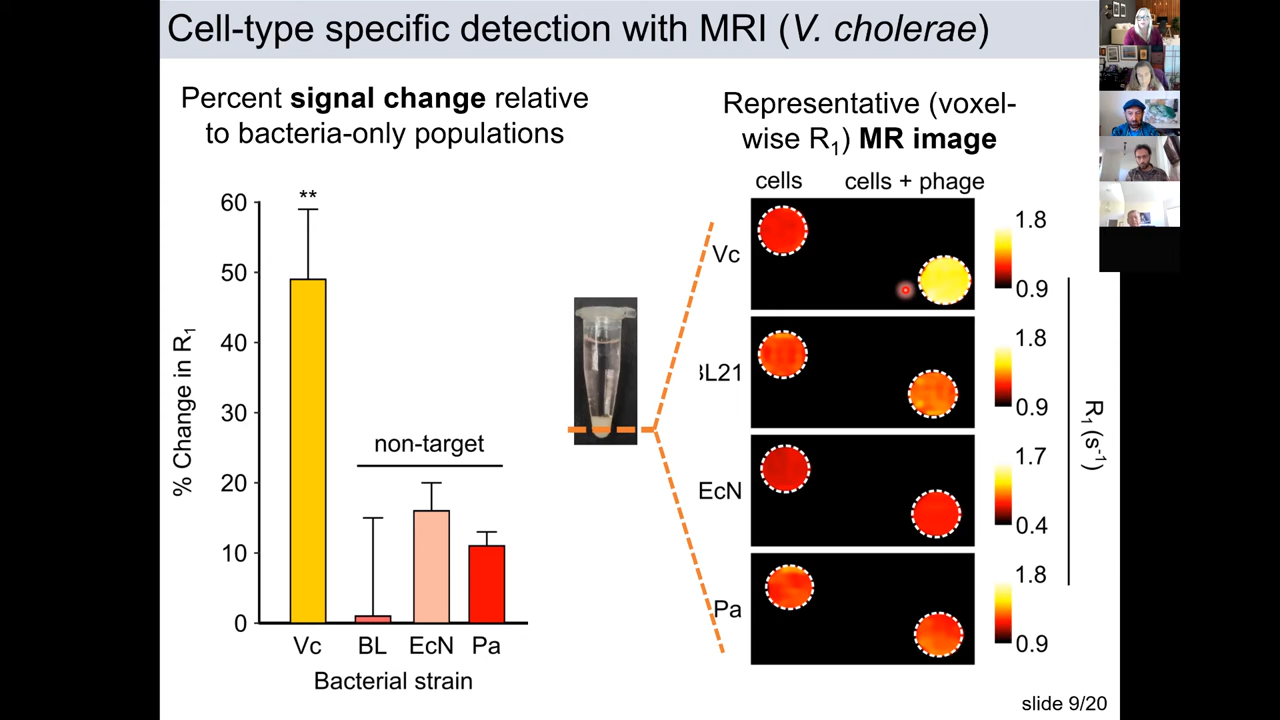 Cell-type specific detection with MRI (V. cholerae)
Percent signal change relative
to bacteria-only populations
% Change in R1
60
50
40
30
20
10
0
**
non-target
Vc
BL
EcN
Pa
Bacterial strain
Representative (voxel-
wise R1) MR image
cells
cells + phage
Vc
1.8
0.9
BL21
1.8
0.9
EcN
1.7
0.4
Pa
1.8
0.9
R1 (s-1)
slide 9/20